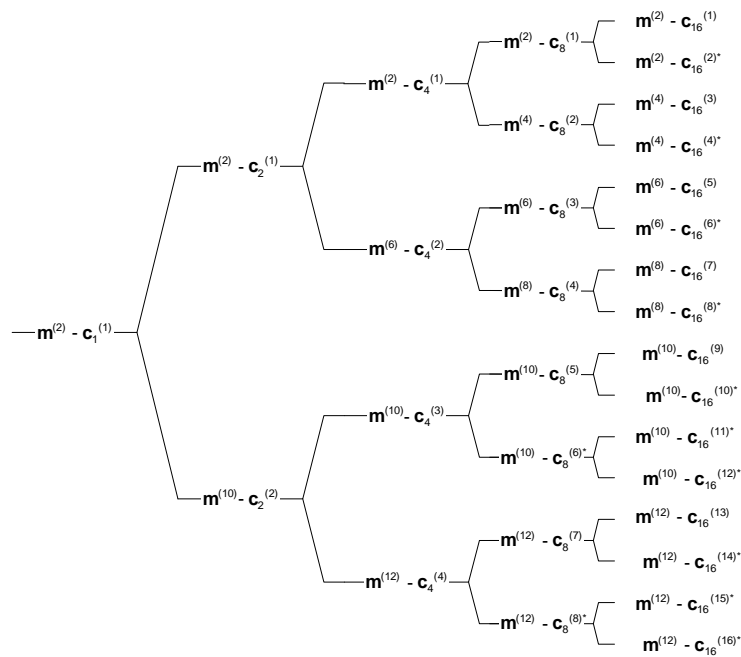 m(2) - c16(1)
m(2) - c8(1)
m(2) - c16(2)*
m(2) - c4(1)
m(4) - c16(3)
m(4) - c8(2)
m(4) - c16(4)*
m(2) - c2(1)
m(6) - c16(5)
m(6) - c8(3)
m(6) - c16(6)*
m(6) - c4(2)
m(8) - c16(7)
m(8) - c8(4)
m(8) - c16(8)*
m(2) - c1(1)
m(10) - c16(9)
m(10) - c8(5)
m(10) - c16(10)*
m(10) - c4(3)
m(10) - c16(11)*
m(10) - c8(6)*
m(10) - c16(12)*
m(10) - c2(2)
m(12) - c16(13)
m(12) - c8(7)
m(12) - c16(14)*
m(12) - c4(4)
m(12) - c16(15)*
m(12) - c8(8)*
m(12) - c16(16)*